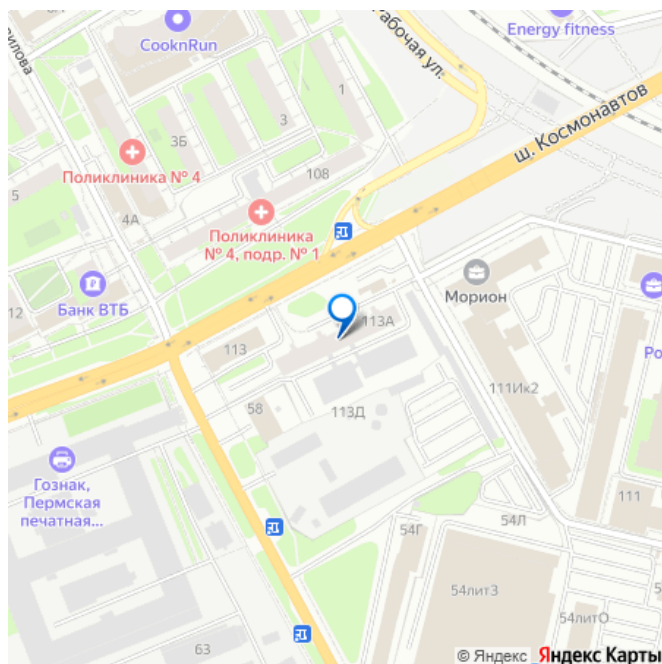 CooknRun
Energy fitness
Рабочая ул.
ш. Космонавтов
1
3
3Б
Поликлиника № 4
108
5
4А
Поликлиника
№ 4, подр. № 1
Банк ВТБ
12
Морион
113А
113
111Ик2
58
113Д
Гознак,
Пермская
печатная...
111
54Г
54Л
54литЗ
54литО
63
© Яндекс Яндекс Карты